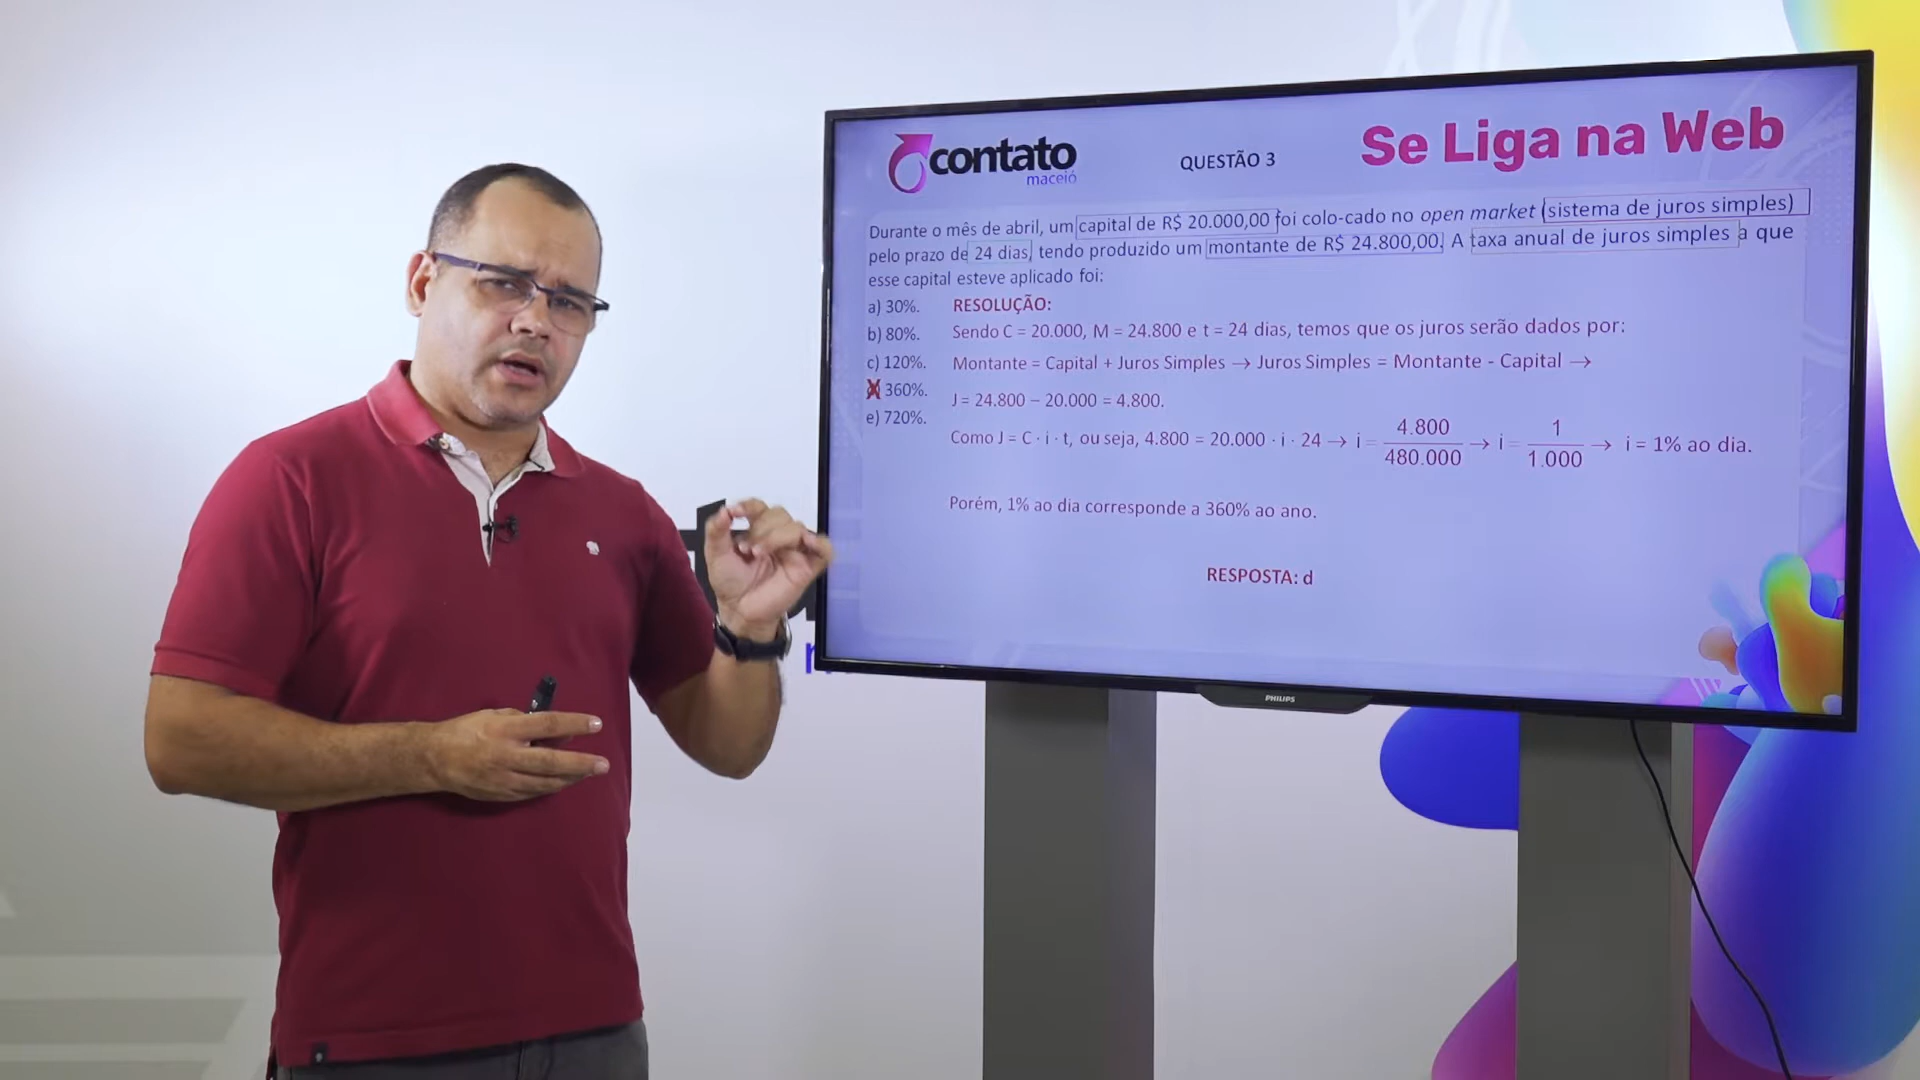 contato
maceió
QUESTÃO 3
Se Liga na Web
Durante o mês de abril, um capital de R$ 20.000,00 foi colo-cado no open market (sistema de juros simples)
pelo prazo de 24 dias, tendo produzido um montante de R$ 24.800,00. A taxa anual de juros simples a que
esse capital esteve aplicado foi:
a) 30%.
b) 80%.
c) 120%.
360%.
e) 720%.
RESOLUÇÃO:
Sendo C = 20.000, M = 24.800 e t = 24 dias, temos que os juros serão dados por:
Montante = Capital + Juros Simples → Juros Simples = Montante - Capital →
J = 24.800 – 20.000 = 4.800.
Como J = C · i · t, ou seja, 4.800 = 20.000 · i · 24 → i = 4.800 / 480.000 → i = 1 / 1.000 → i = 1% ao dia.
Porém, 1% ao dia corresponde a 360% ao ano.
RESPOSTA: d
PHILIPS